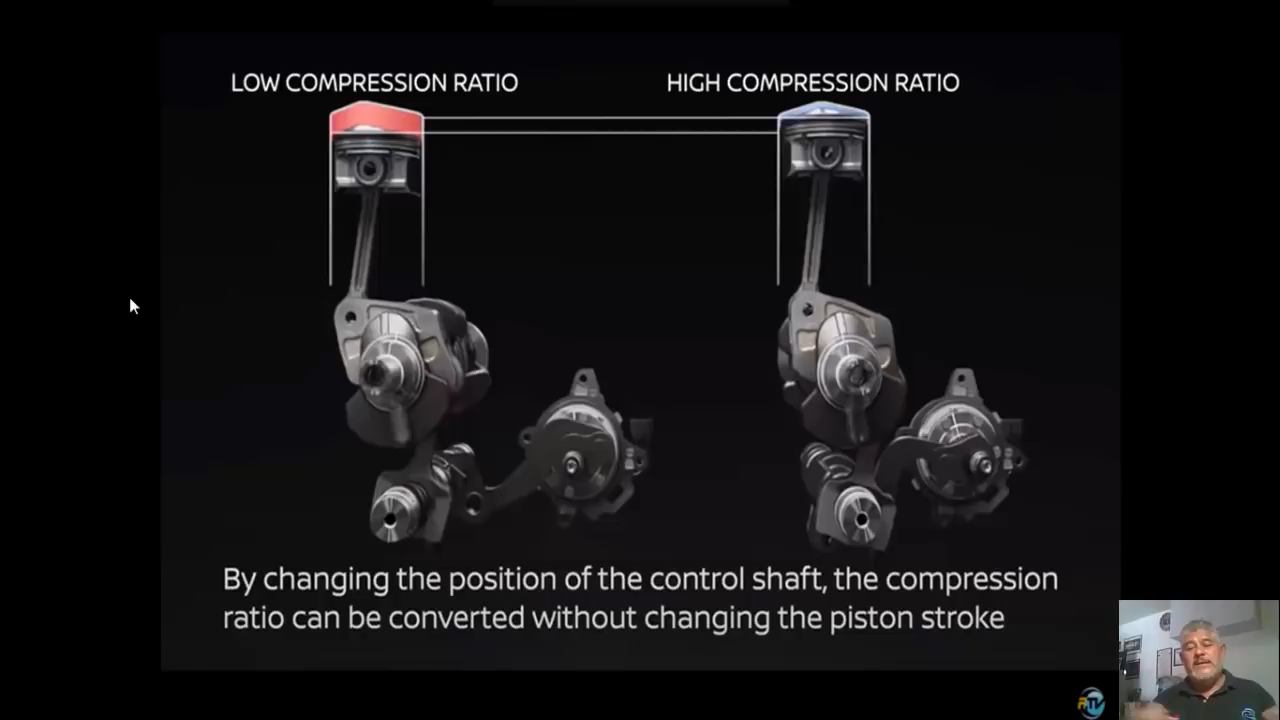 LOW COMPRESSION RATIO
HIGH COMPRESSION RATIO
By changing the position of the control shaft, the compression
ratio can be converted without changing the piston stroke
RTV